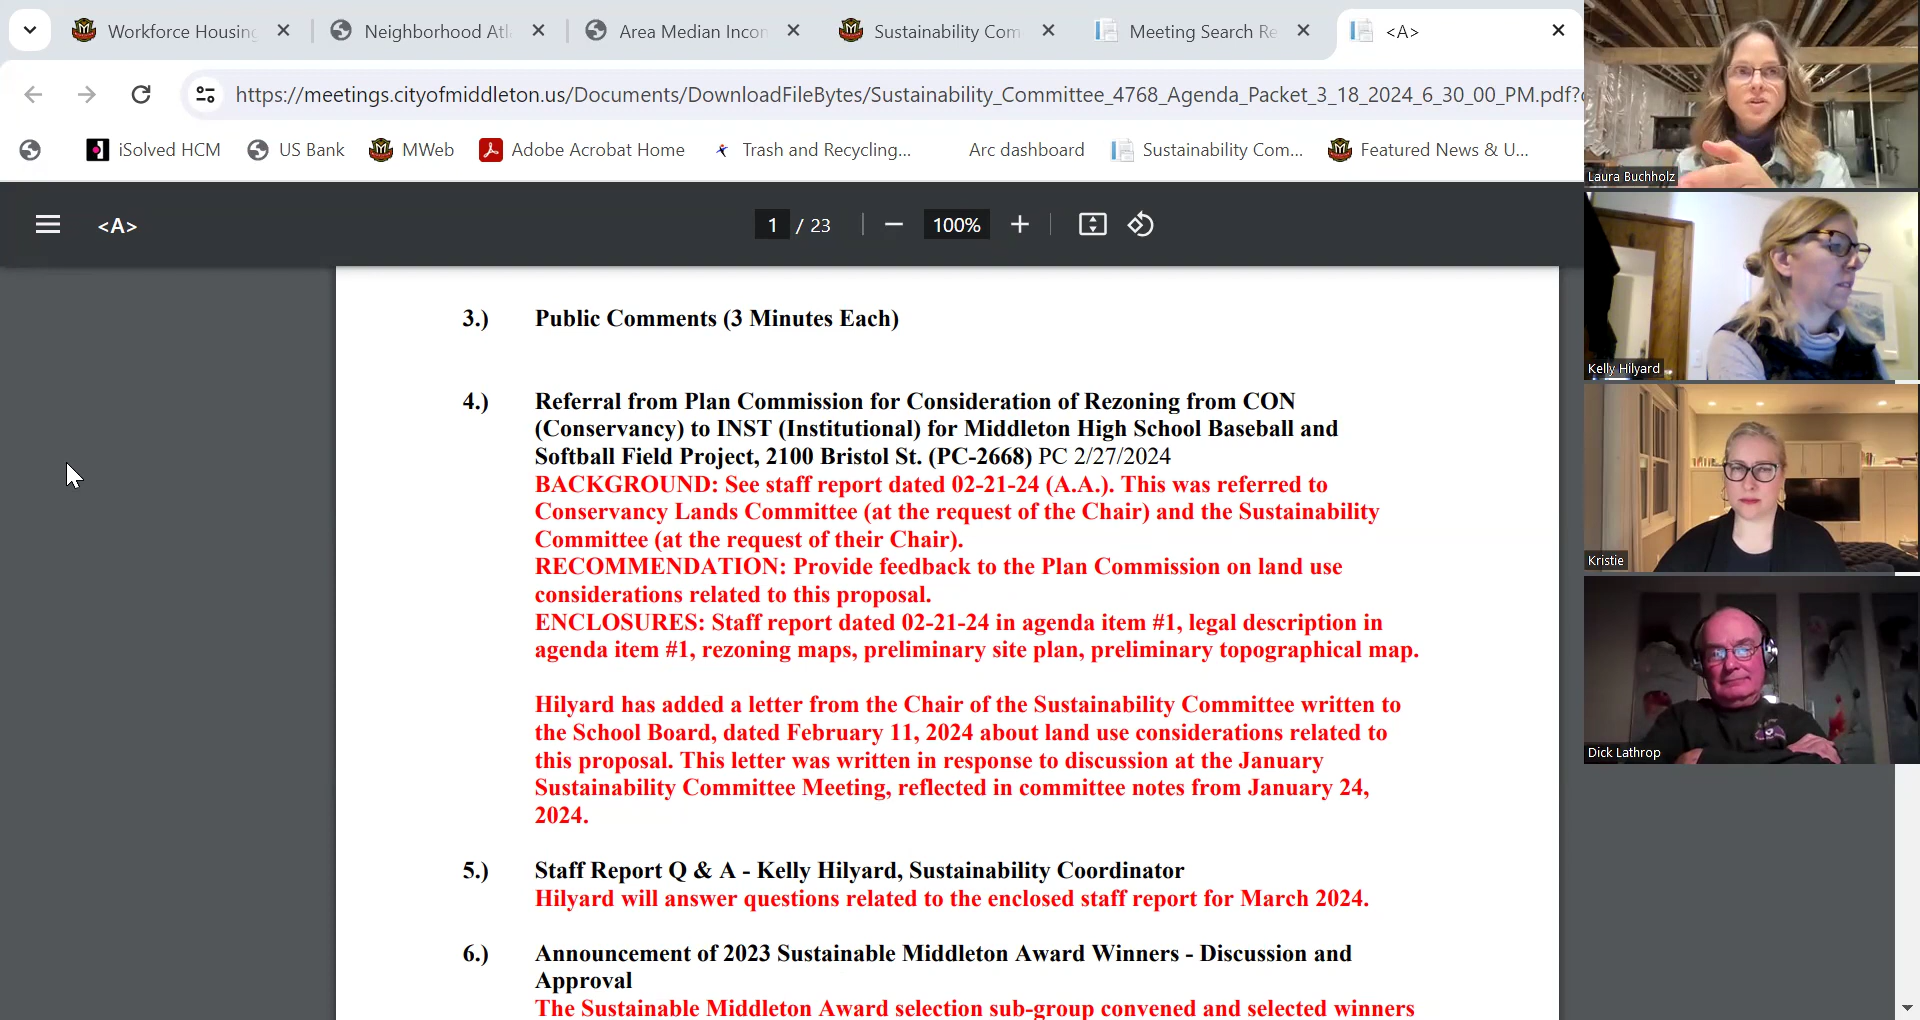 Workforce Housing
Neighborhood Atl
Area Median Incom
Sustainability Com
Meeting Search Re
<A>
https://meetings.cityofmiddleton.us/Documents/DownloadFileBytes/Sustainability_Committee_4768_Agenda_Packet_3_18_2024_6_30_00_PM.pdf?
iSolved HCM
US Bank
MWeb
Adobe Acrobat Home
Trash and Recycling...
Arc dashboard
Sustainability Com...
Featured News & U...
<A>
1 / 23
100%
3.) Public Comments (3 Minutes Each)
4.) Referral from Plan Commission for Consideration of Rezoning from CON
(Conservancy) to INST (Institutional) for Middleton High School Baseball and
Softball Field Project, 2100 Bristol St. (PC-2668) PC 2/27/2024
BACKGROUND: See staff report dated 02-21-24 (A.A.). This was referred to
Conservancy Lands Committee (at the request of the Chair) and the Sustainability
Committee (at the request of their Chair).
RECOMMENDATION: Provide feedback to the Plan Commission on land use
considerations related to this proposal.
ENCLOSURES: Staff report dated 02-21-24 in agenda item #1, legal description in
agenda item #1, rezoning maps, preliminary site plan, preliminary topographical map.
Hilyard has added a letter from the Chair of the Sustainability Committee written to
the School Board, dated February 11, 2024 about land use considerations related to
this proposal. This letter was written in response to discussion at the January
Sustainability Committee Meeting, reflected in committee notes from January 24,
2024.
5.) Staff Report Q & A - Kelly Hilyard, Sustainability Coordinator
Hilyard will answer questions related to the enclosed staff report for March 2024.
6.) Announcement of 2023 Sustainable Middleton Award Winners - Discussion and
Approval
The Sustainable Middleton Award selection sub-group convened and selected winners
Laura Buchholz
Kelly Hilyard
Kristie
Dick Lathrop